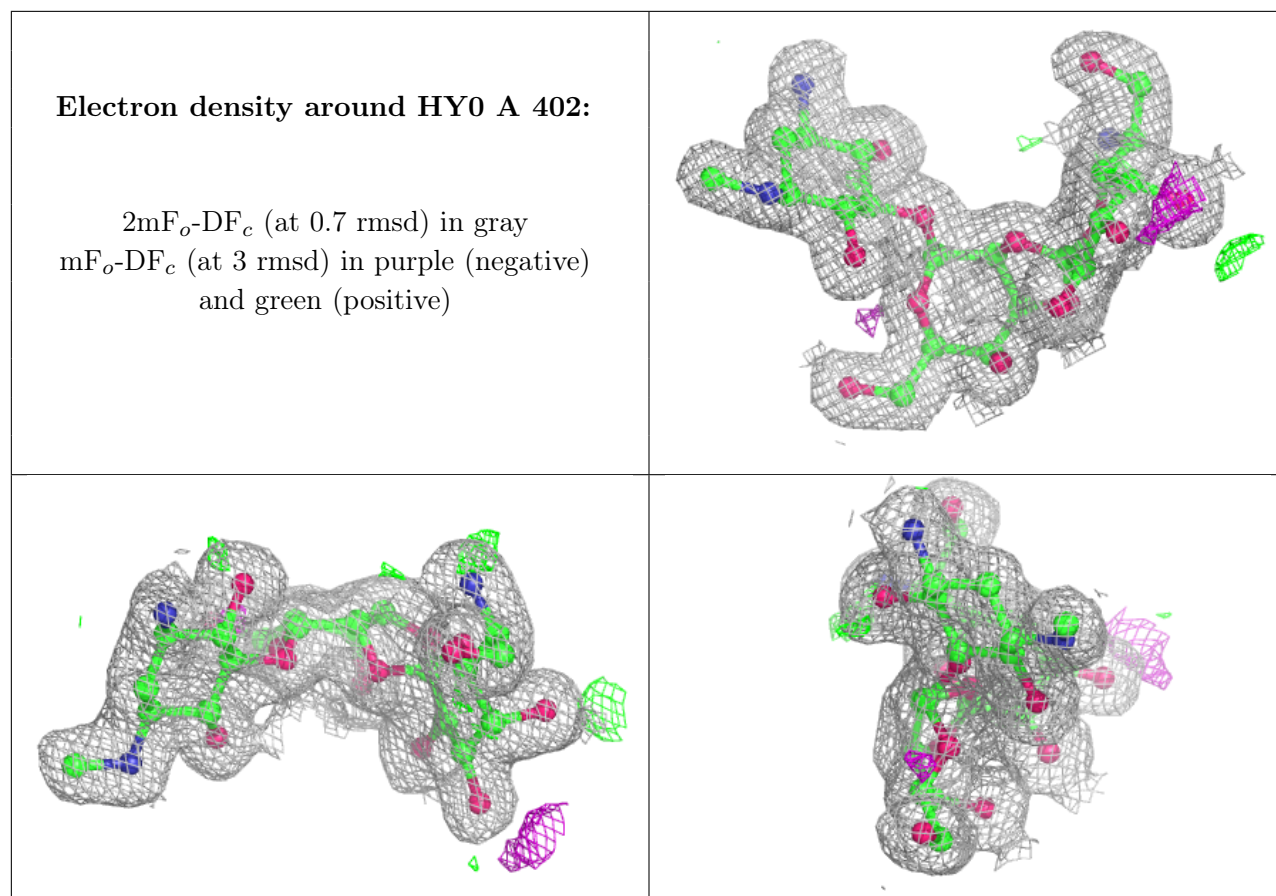 Electron density around HY0 A 402:
2mFₒ-DF𝒸 (at 0.7 rmsd) in gray
mFₒ-DF𝒸 (at 3 rmsd) in purple (negative)
and green (positive)